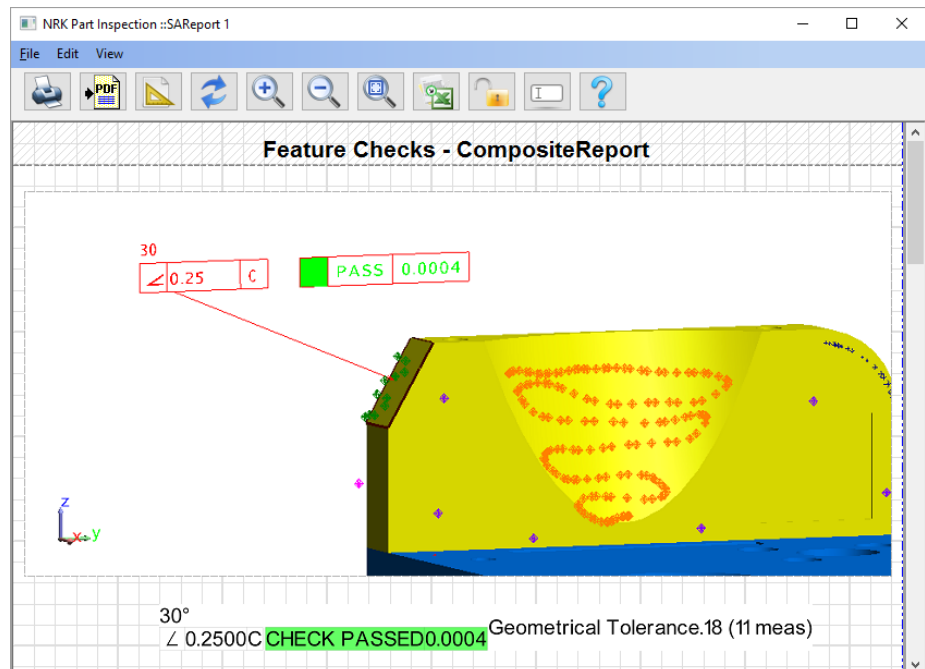 NRK Part Inspection ::SAReport 1
File Edit View
PDF
Feature Checks - CompositeReport
30
∠ 0.25 C PASS 0.0004
z
x y
30°
∠ 0.2500C CHECK PASSED0.0004 Geometrical Tolerance.18 (11 meas)